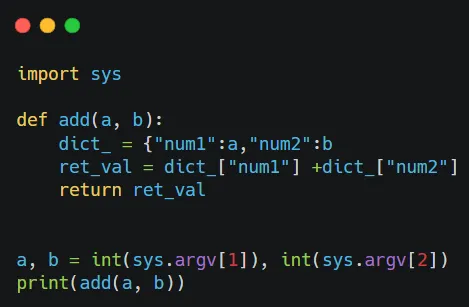 import sys

def add(a, b):
    dict_ = {"num1":a,"num2":b
    ret_val = dict_["num1"] +dict_["num2"]
    return ret_val


a, b = int(sys.argv[1]), int(sys.argv[2])
print(add(a, b))